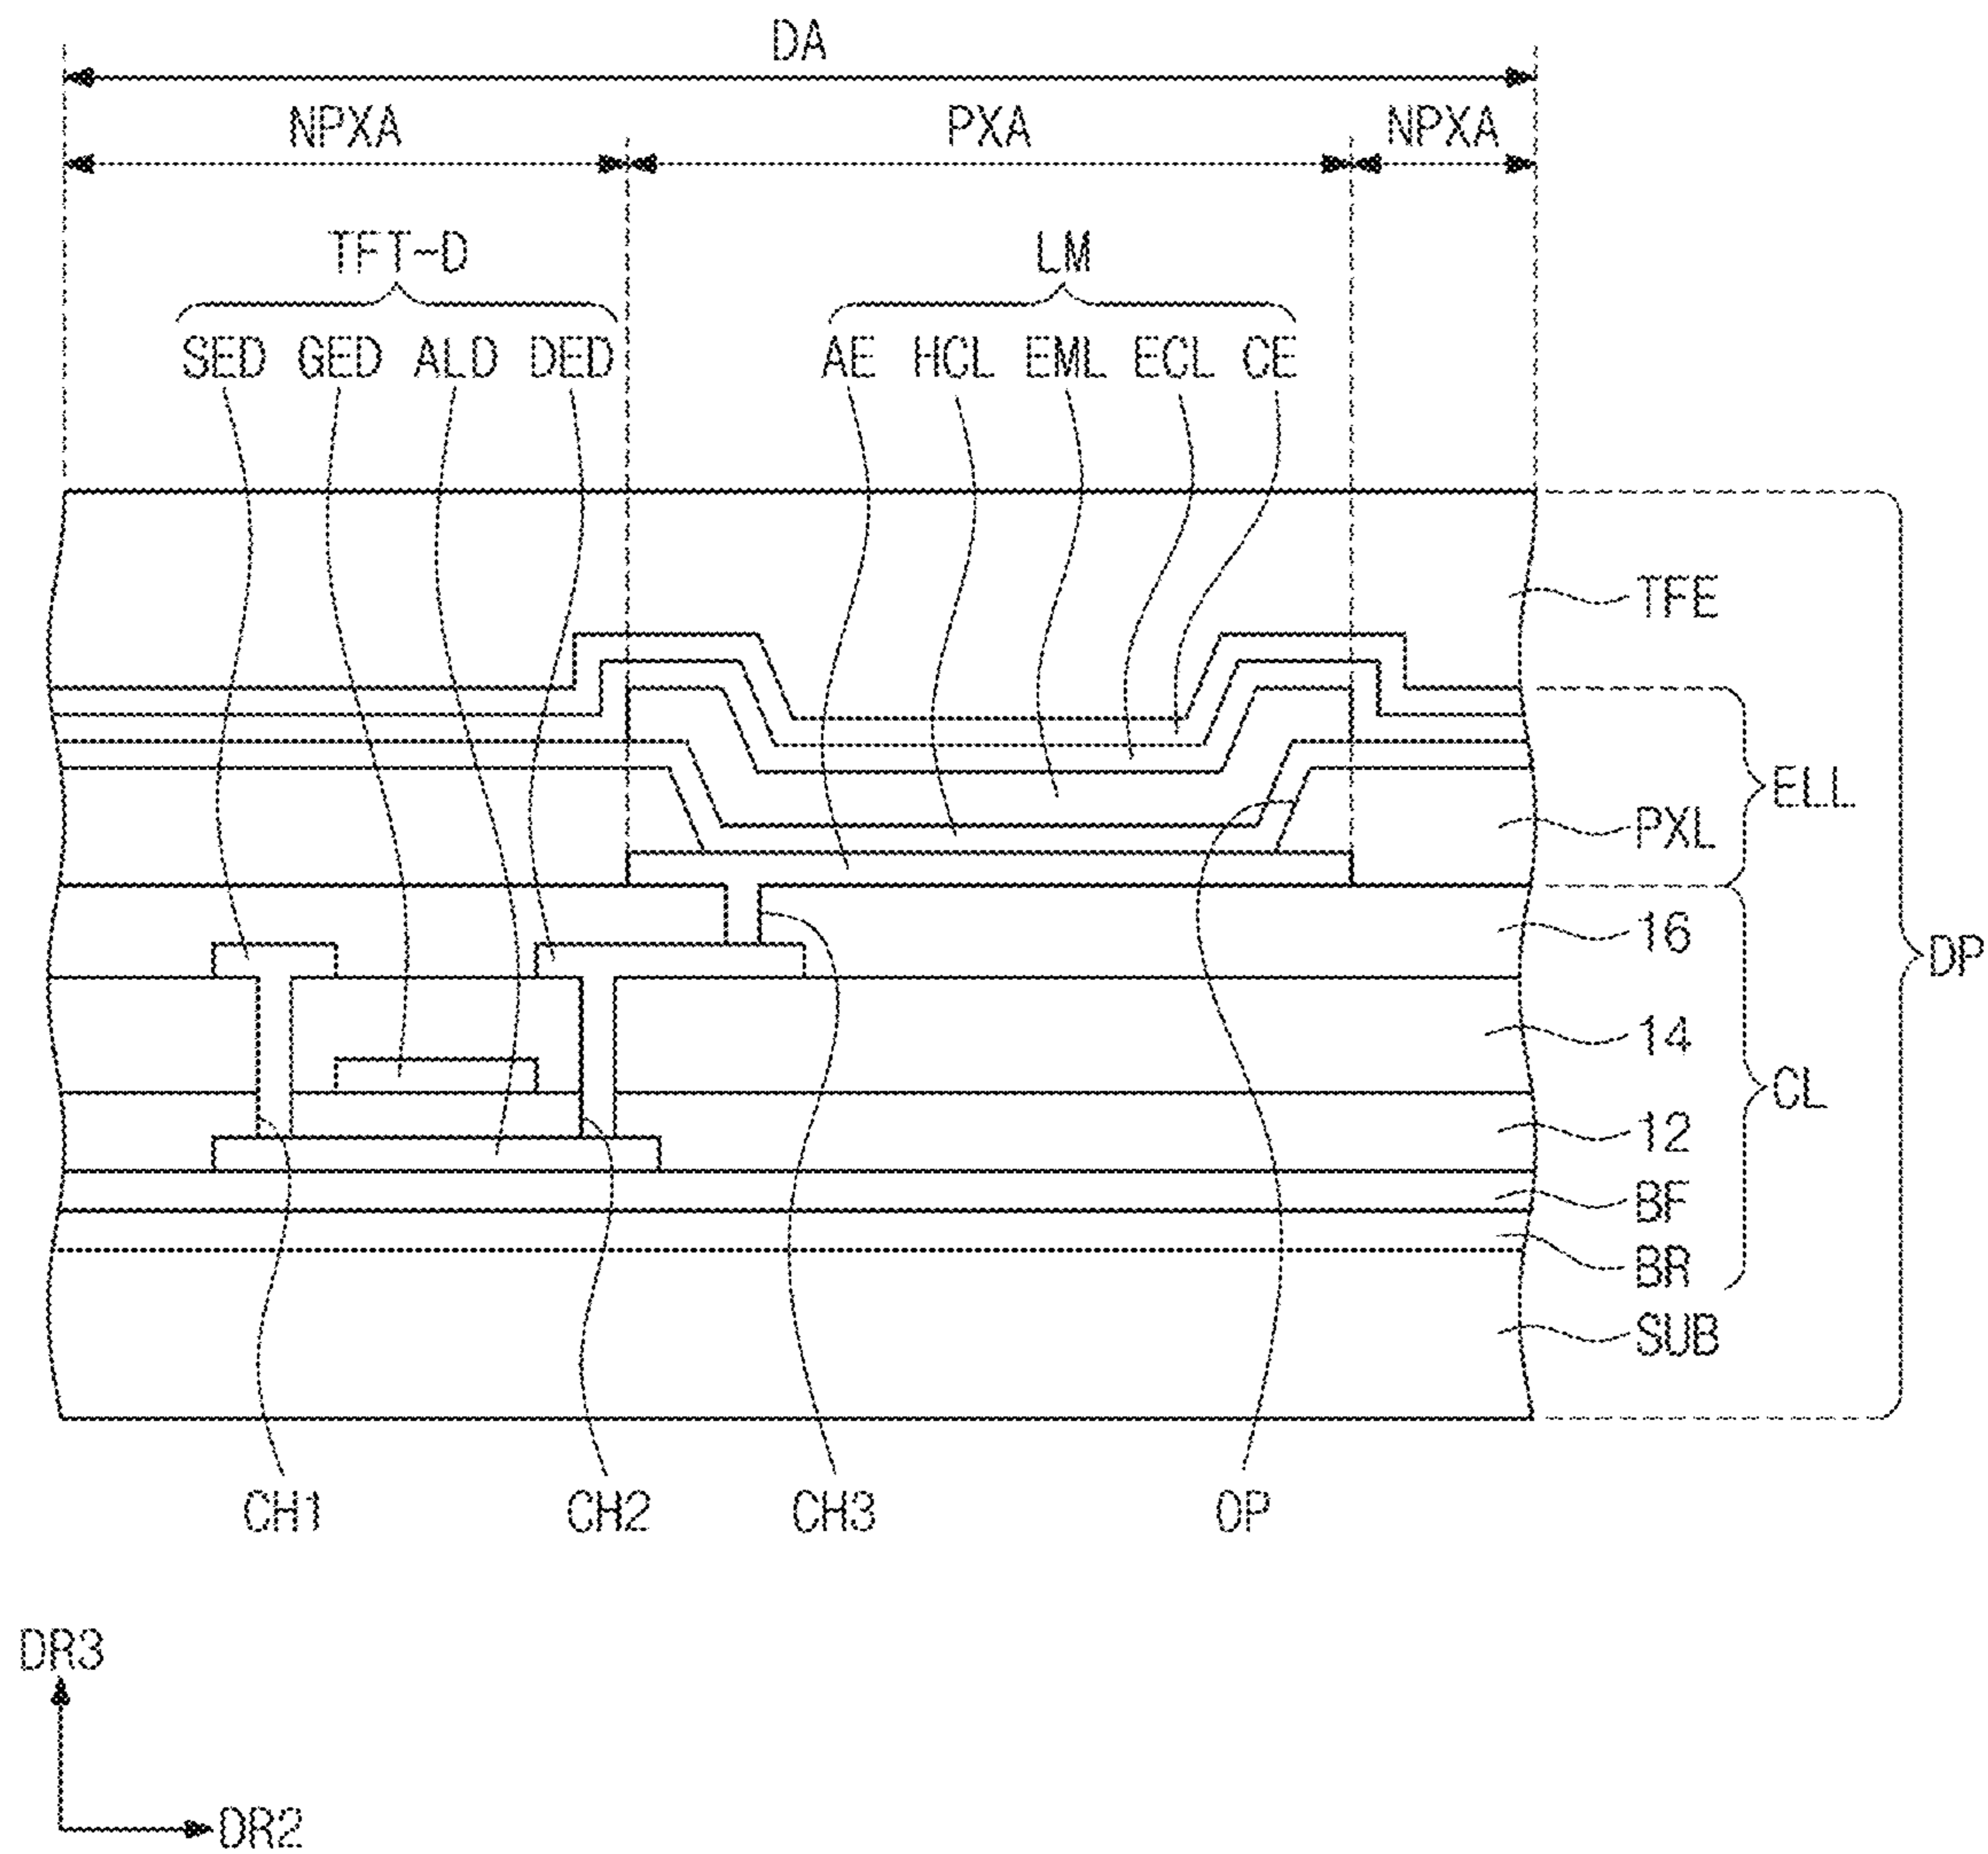 DA
NPXA PXA NPXA
TFT-D LM
SED GED ALD DED AE HCL EML ECL CE
TFE
ELL
PXL
16
DP
14
CL
12
BF
BR
SUB
CH1 CH2 CH3 OP
DR3
DR2